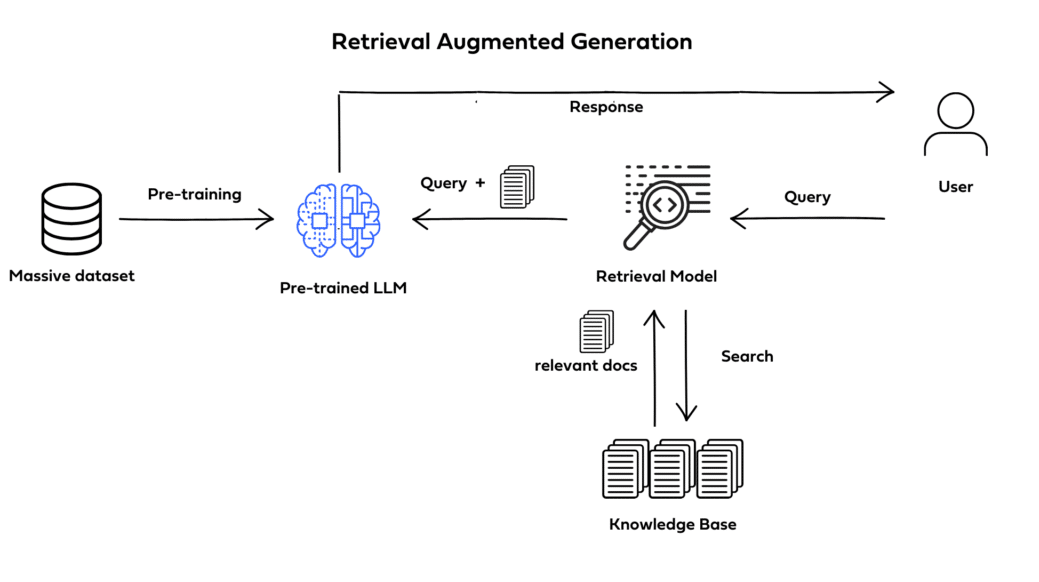 Retrieval Augmented Generation
Response
User
Pre-training
Query +
Query
Massive dataset
Pre-trained LLM
Retrieval Model
relevant docs
Search
Knowledge Base